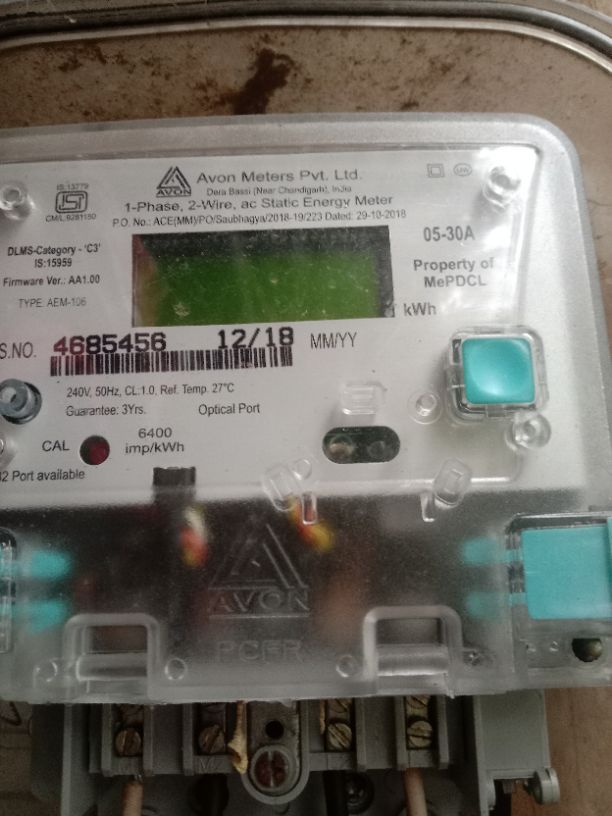 IS:13779
ISI
CM/L:9281150
AVON
Avon Meters Pvt. Ltd.
Dera Bassi (Near Chandigarh), India
1-Phase, 2-Wire, ac Static Energy Meter
P.O. No.: ACE(MM)/PO/Saubhagya/2018-19/223 Dated: 29-10-2018
DLMS-Category - 'C3'
IS:15959
Firmware Ver.: AA1.00
TYPE: AEM-106
05-30A
Property of
MePDCL
kWh
S.NO. 4685456 12/18 MM/YY
240V, 50Hz, CL:1.0, Ref. Temp. 27°C
Guarantee: 3Yrs. Optical Port
CAL 6400
imp/kWh
2 Port available
AVON